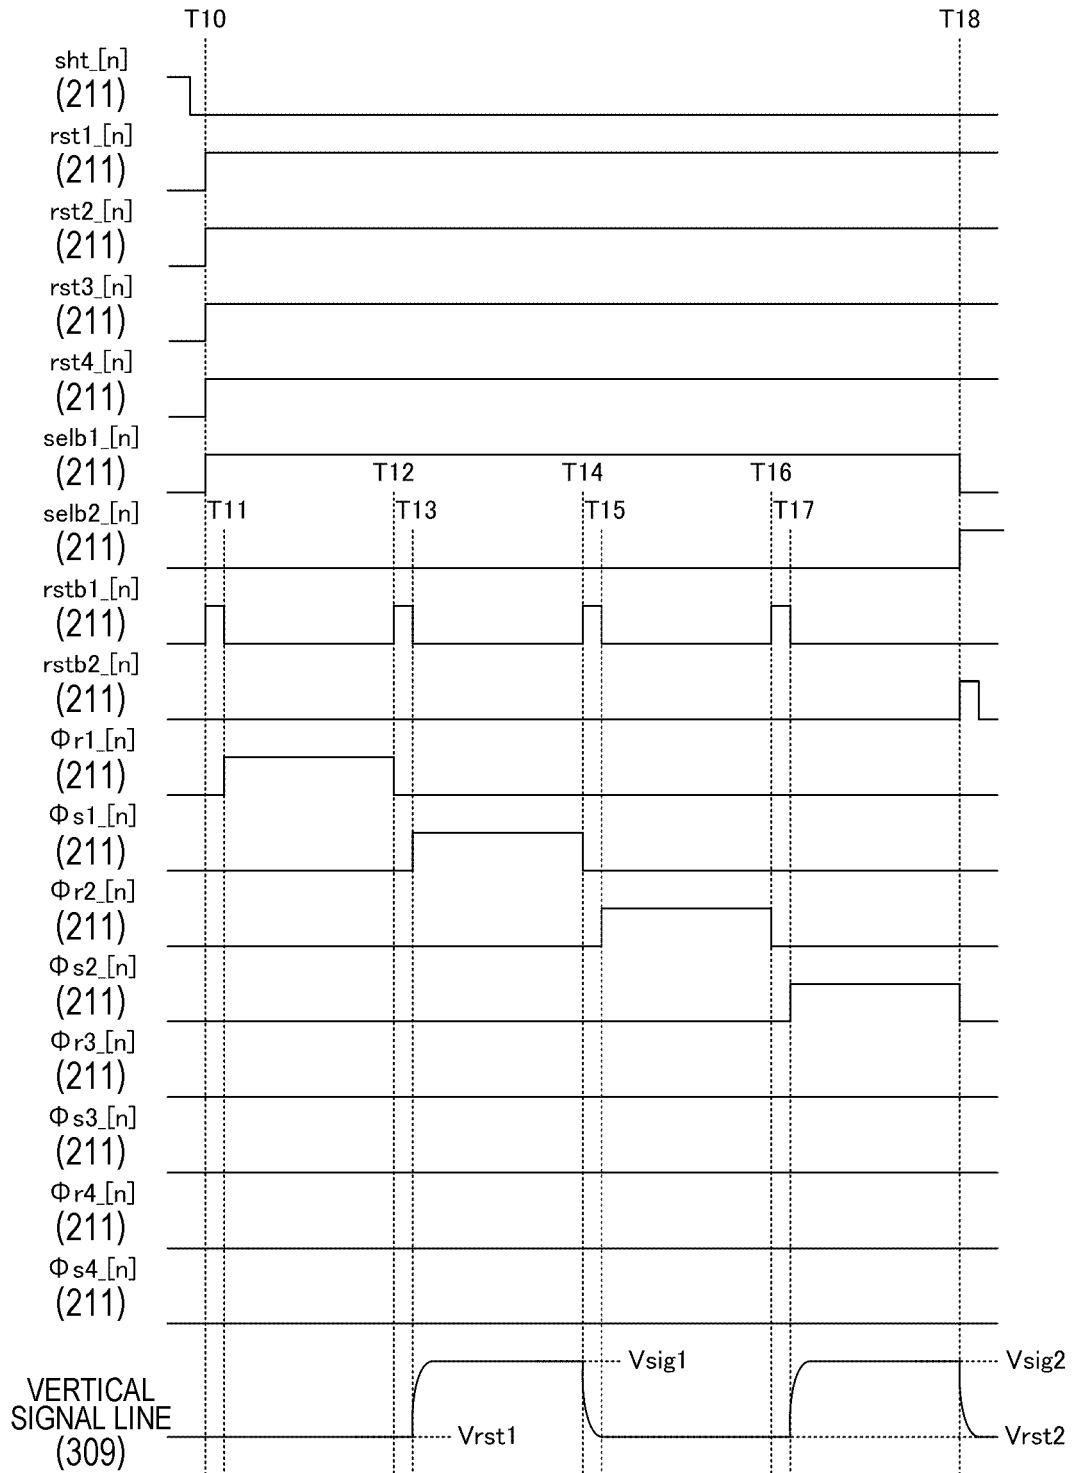 T10 T18
sht_[n]
(211)
rst1_[n]
(211)
rst2_[n]
(211)
rst3_[n]
(211)
rst4_[n]
(211)
selb1_[n]
(211)
T12 T14 T16
selb2_[n]
(211)
T11 T13 T15 T17
rstb1_[n]
(211)
rstb2_[n]
(211)
Φr1_[n]
(211)
Φs1_[n]
(211)
Φr2_[n]
(211)
Φs2_[n]
(211)
Φr3_[n]
(211)
Φs3_[n]
(211)
Φr4_[n]
(211)
Φs4_[n]
(211)
Vsig1 Vsig2
VERTICAL
SIGNAL LINE
(309)
Vrst1 Vrst2